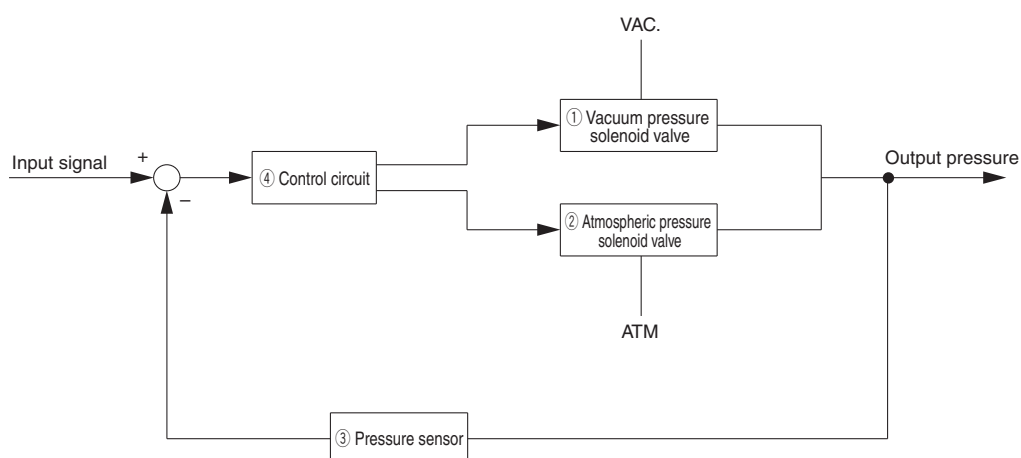 VAC.
① Vacuum pressure
solenoid valve
Input signal
+
−
④ Control circuit
Output pressure
② Atmospheric pressure
solenoid valve
ATM
③ Pressure sensor